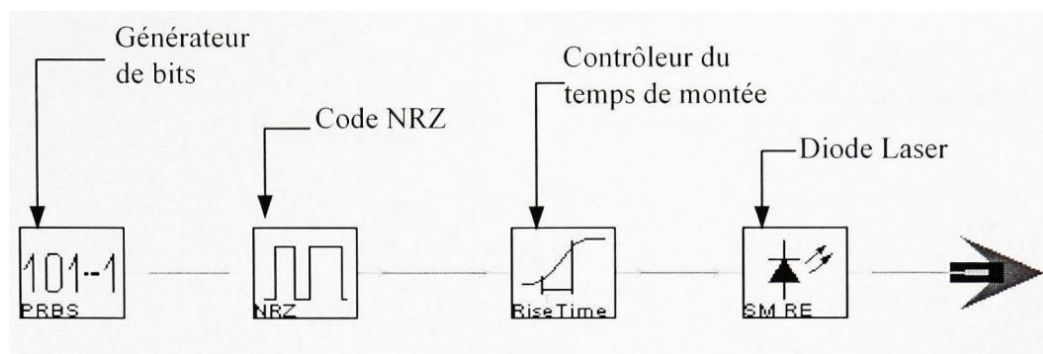 Générateur
de bits
Code NRZ
Contrôleur du
temps de montée
Diode Laser
101--1
PRBS
NRZ
RiseTime
SM RE